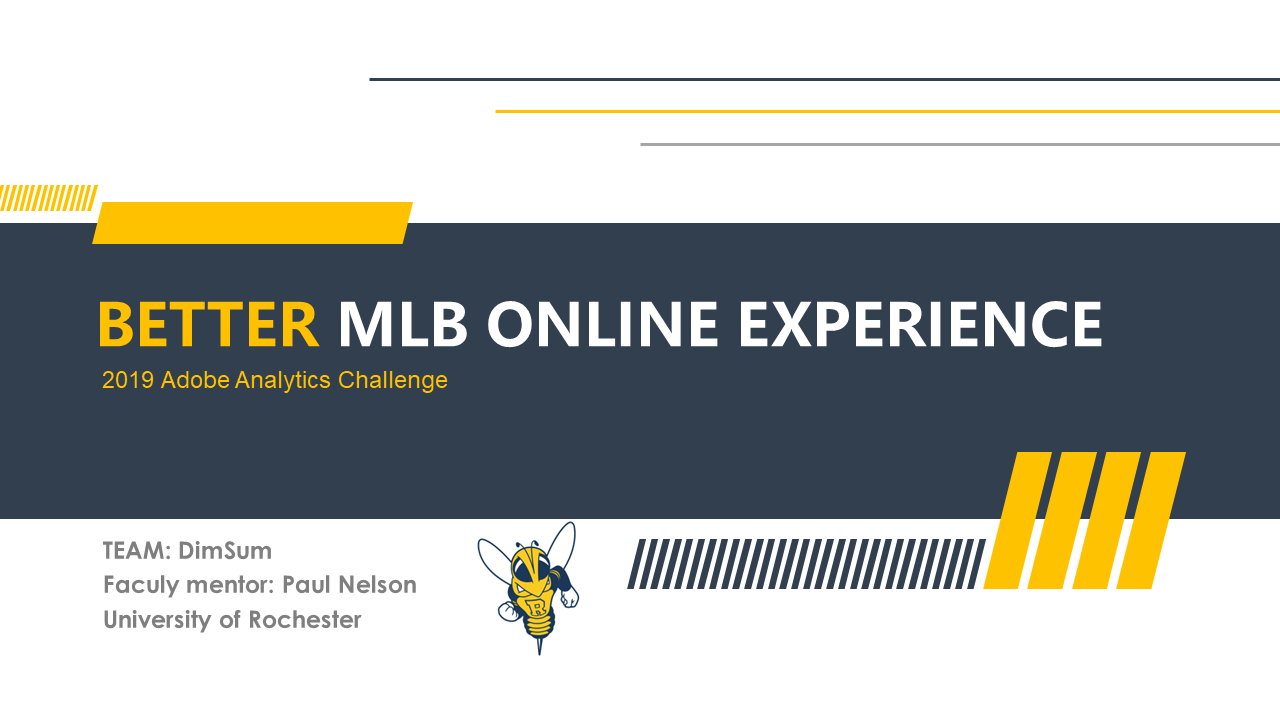 BETTER MLB ONLINE EXPERIENCE
2019 Adobe Analytics Challenge
TEAM: DimSum
Faculy mentor: Paul Nelson
University of Rochester
R